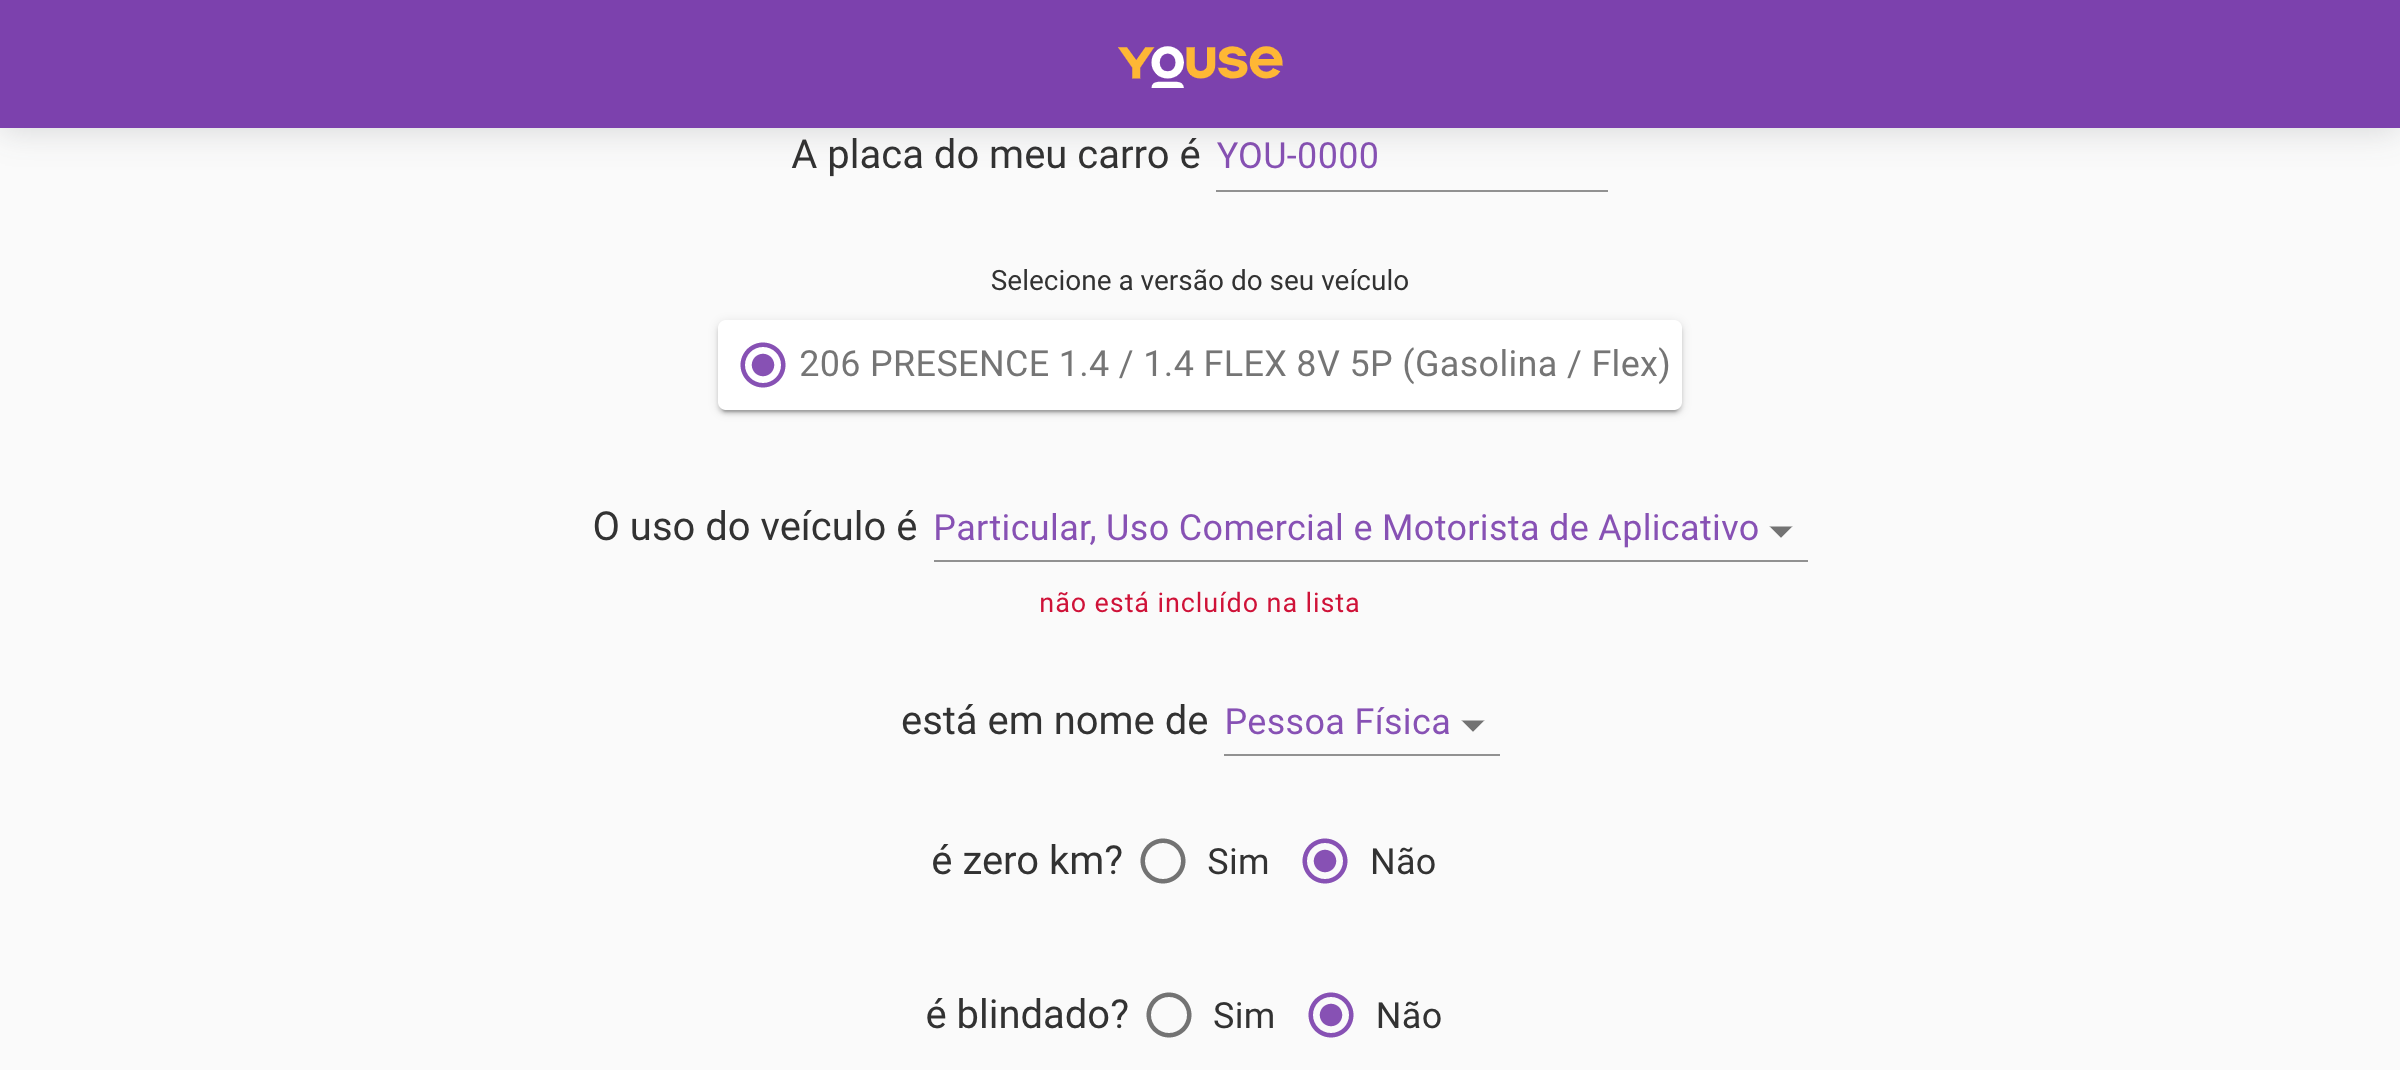 YOUSE
A placa do meu carro é YOU-0000
Selecione a versão do seu veículo
206 PRESENCE 1.4 / 1.4 FLEX 8V 5P (Gasolina / Flex)
O uso do veículo é Particular, Uso Comercial e Motorista de Aplicativo
não está incluído na lista
está em nome de Pessoa Física
é zero km? Sim Não
é blindado? Sim Não